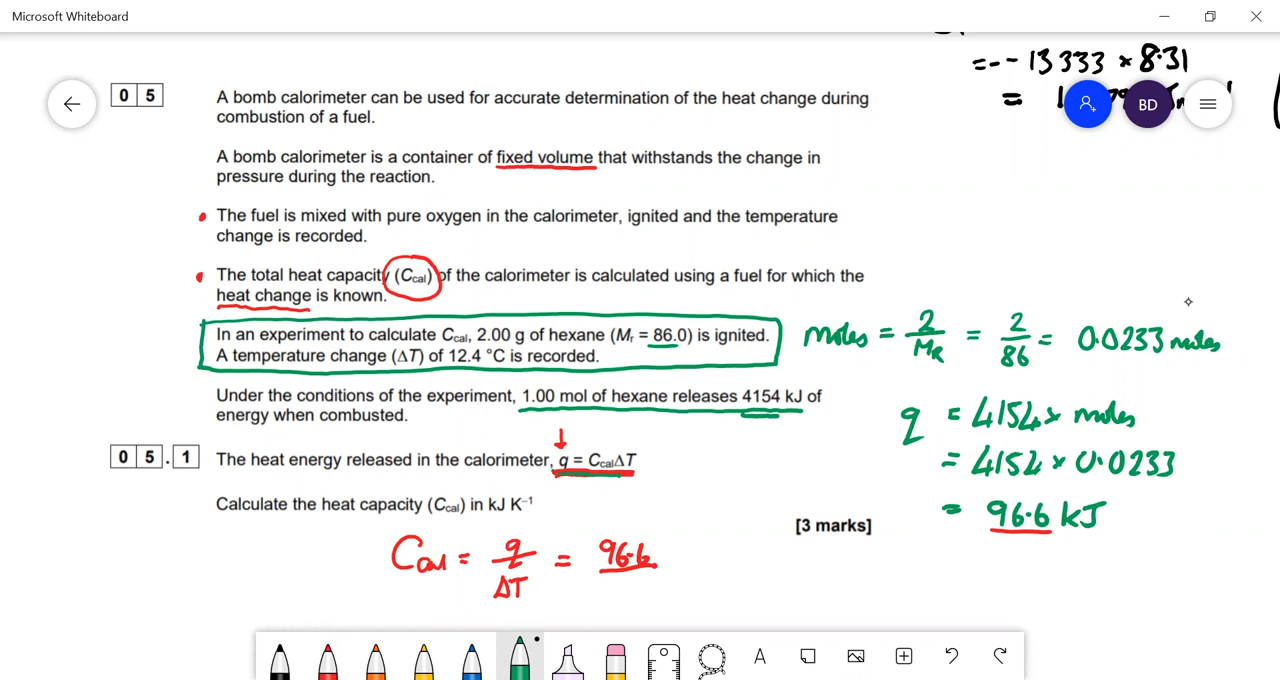 Microsoft Whiteboard
=-- 13333 × 8.31
=
BD
0 5
A bomb calorimeter can be used for accurate determination of the heat change during
combustion of a fuel.
A bomb calorimeter is a container of fixed volume that withstands the change in
pressure during the reaction.
• The fuel is mixed with pure oxygen in the calorimeter, ignited and the temperature
change is recorded.
• The total heat capacity (Ccal) of the calorimeter is calculated using a fuel for which the
heat change is known.
In an experiment to calculate Ccal, 2.00 g of hexane (Mr = 86.0) is ignited.
A temperature change (ΔT) of 12.4 °C is recorded.
moles = 2/MR = 2/86 = 0.0233 moles
Under the conditions of the experiment, 1.00 mol of hexane releases 4154 kJ of
energy when combusted.
q = 4154 × moles
= 4154 × 0.0233
= 96.6 kJ
0 5 . 1
The heat energy released in the calorimeter, q = CcalΔT
Calculate the heat capacity (Ccal) in kJ K⁻¹
[3 marks]
Ccal = q/ΔT = 96.6
A